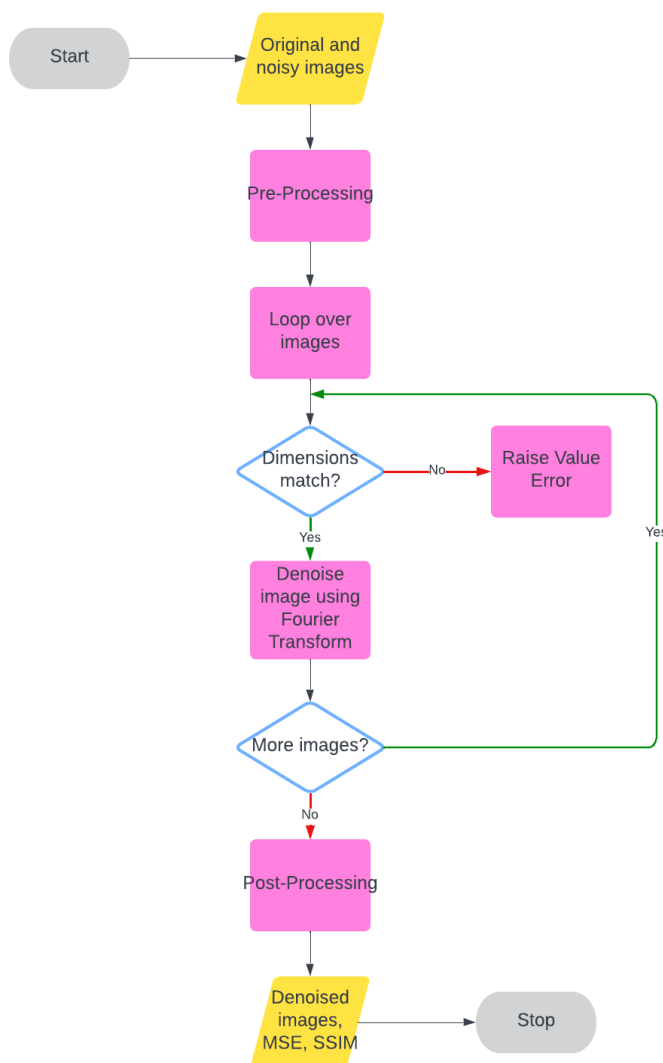 Start
Original and
noisy images
Pre-Processing
Loop over
images
Dimensions
match?
No
Raise Value
Error
Yes
Yes
Denoise
image using
Fourier
Transform
More images?
No
Post-Processing
Denoised
images,
MSE, SSIM
Stop